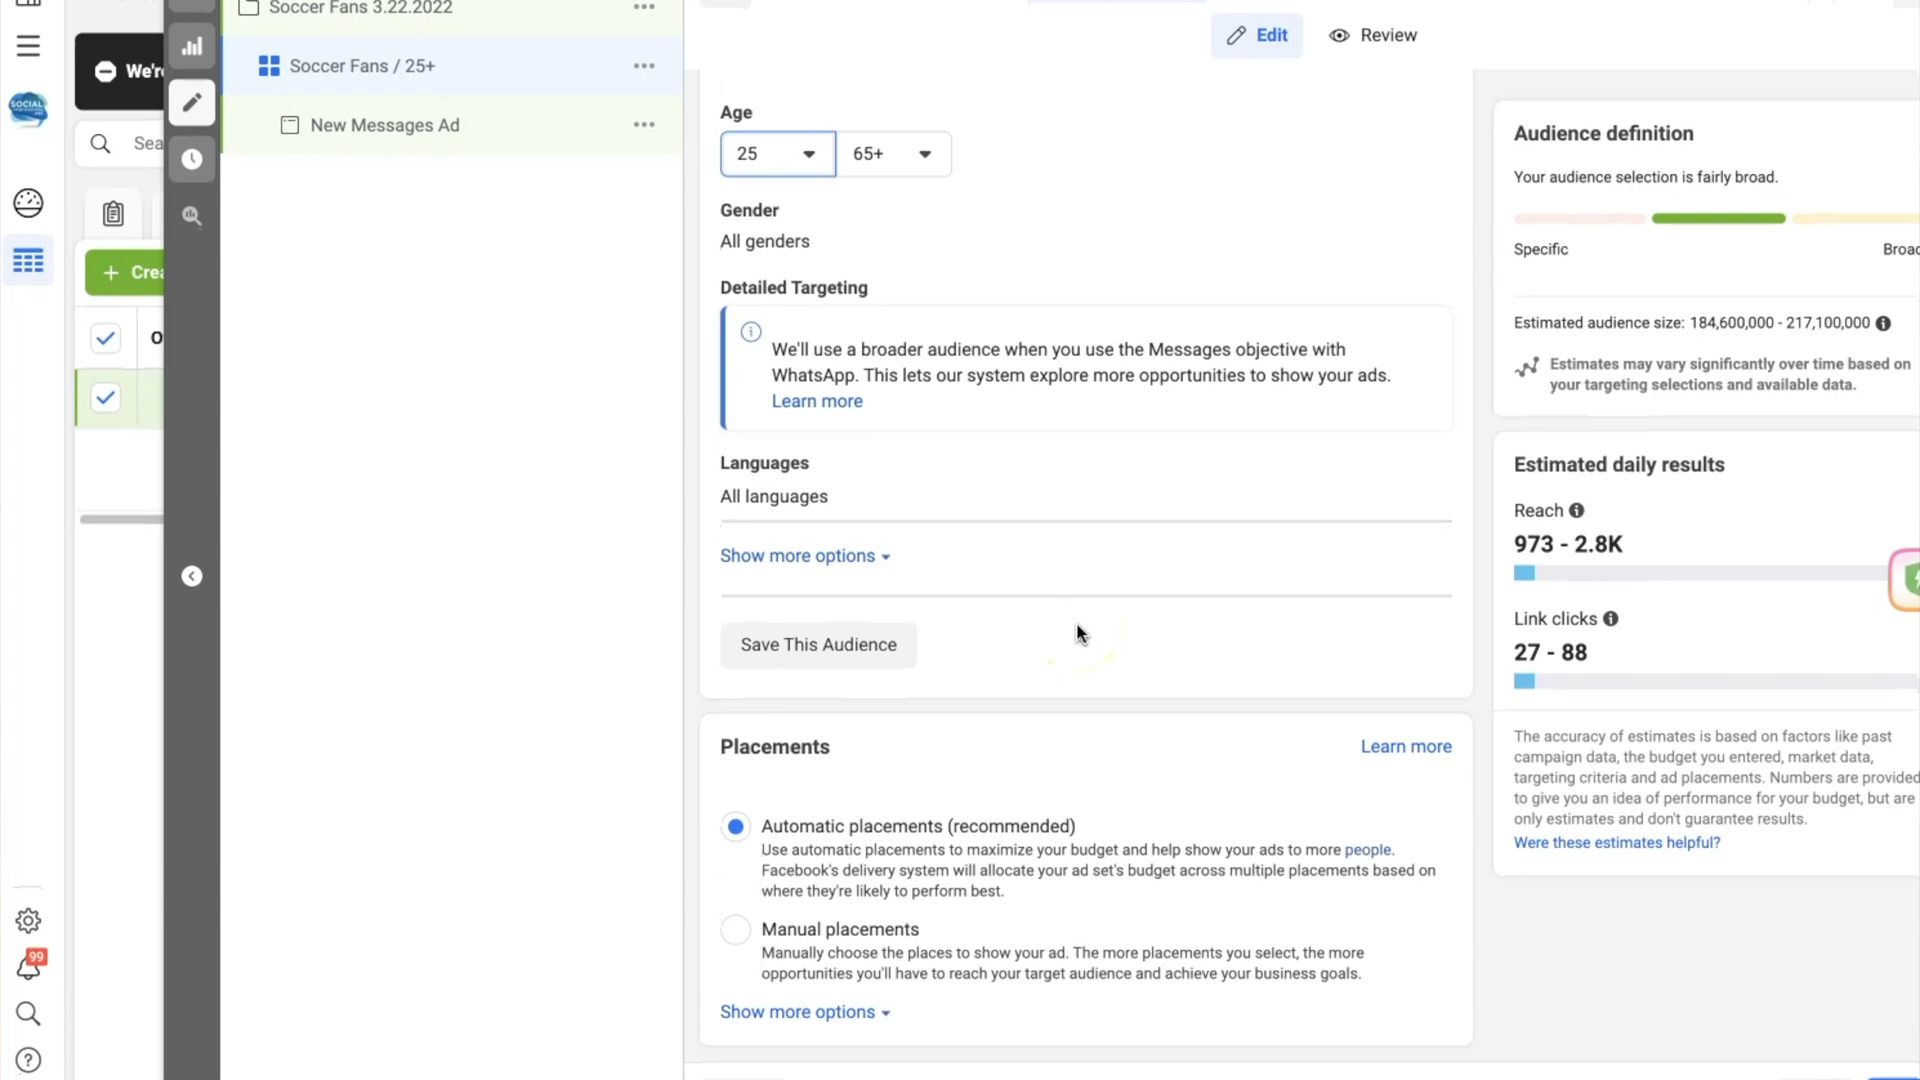 Soccer Fans 3.22.2022
Soccer Fans / 25+
New Messages Ad
SOCIAL
We'r
Sea
+ Crea
O
99
Edit
Review
Age
25
65+
Gender
All genders
Detailed Targeting
We'll use a broader audience when you use the Messages objective with
WhatsApp. This lets our system explore more opportunities to show your ads.
Learn more
Languages
All languages
Show more options
Save This Audience
Placements
Learn more
Automatic placements (recommended)
Use automatic placements to maximize your budget and help show your ads to more people.
Facebook's delivery system will allocate your ad set's budget across multiple placements based on
where they're likely to perform best.
Manual placements
Manually choose the places to show your ad. The more placements you select, the more
opportunities you'll have to reach your target audience and achieve your business goals.
Show more options
Audience definition
Your audience selection is fairly broad.
Specific
Broad
Estimated audience size: 184,600,000 - 217,100,000
Estimates may vary significantly over time based on
your targeting selections and available data.
Estimated daily results
Reach
973 - 2.8K
Link clicks
27 - 88
The accuracy of estimates is based on factors like past
campaign data, the budget you entered, market data,
targeting criteria and ad placements. Numbers are provided
to give you an idea of performance for your budget, but are
only estimates and don't guarantee results.
Were these estimates helpful?